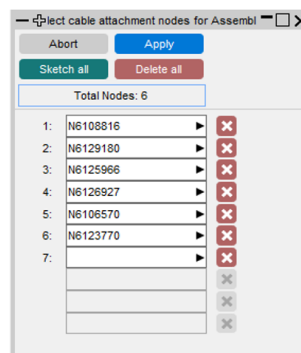 lect cable attachment nodes for Assembl
Abort Apply
Sketch all Delete all
Total Nodes: 6
1: N6108816
2: N6129180
3: N6125966
4: N6126927
5: N6106570
6: N6123770
7: